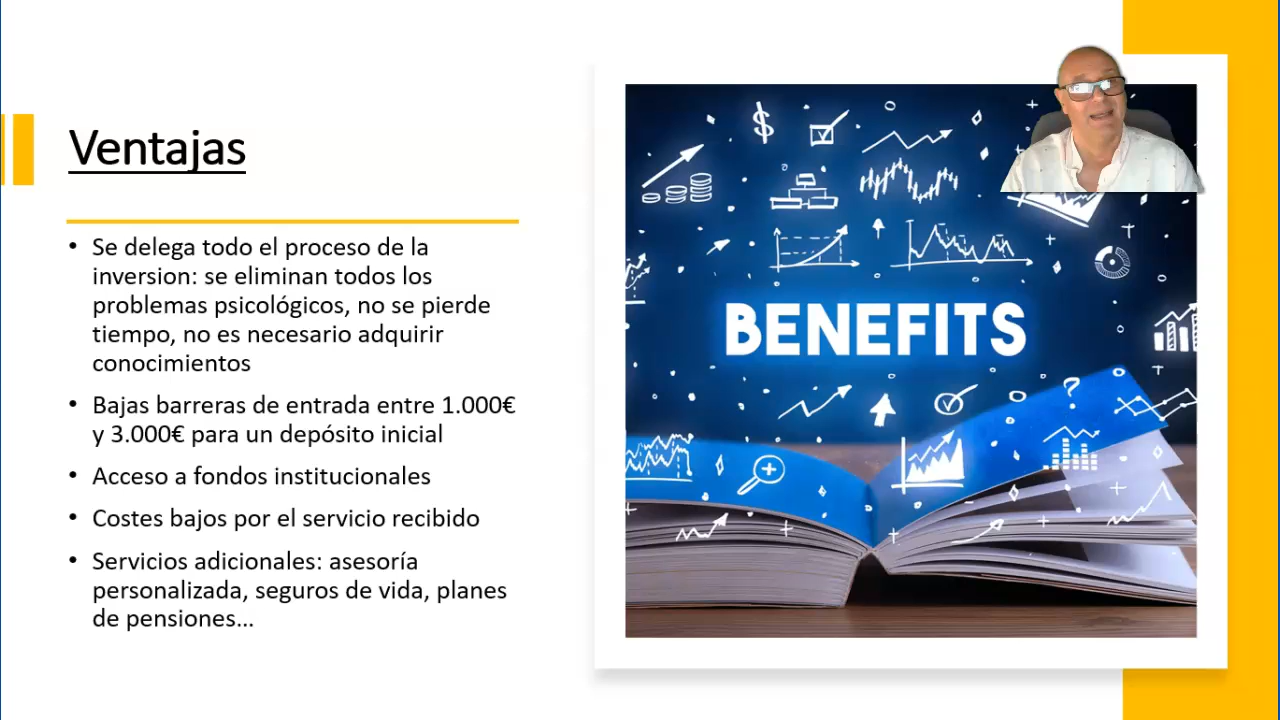 Ventajas
• Se delega todo el proceso de la
inversion: se eliminan todos los
problemas psicológicos, no se pierde
tiempo, no es necesario adquirir
conocimientos
• Bajas barreras de entrada entre 1.000€
y 3.000€ para un depósito inicial
• Acceso a fondos institucionales
• Costes bajos por el servicio recibido
• Servicios adicionales: asesoría
personalizada, seguros de vida, planes
de pensiones…
BENEFITS